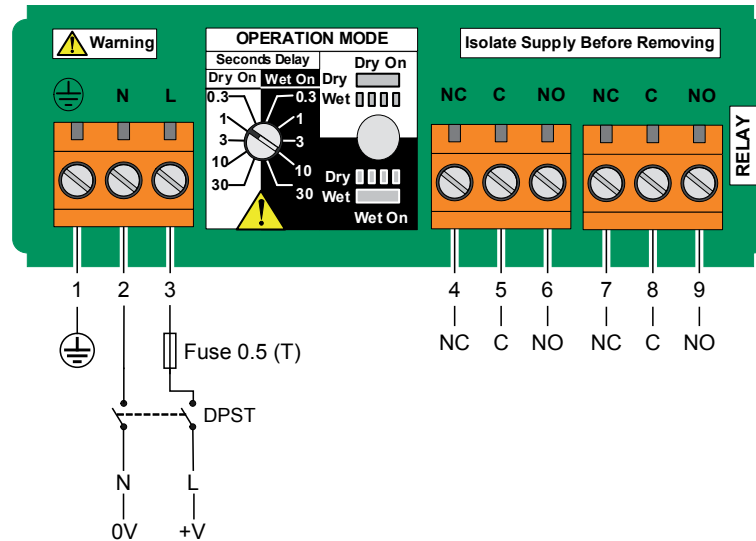 Warning
OPERATION MODE
Isolate Supply Before Removing
Seconds Delay
Dry On Wet On
Dry On
Dry
Wet
0.3 0.3
1 1
3 3
10 10
30 30
Dry
Wet
Wet On
N L
NC C NO NC C NO
RELAY
1 2 3
4 5 6 7 8 9
NC C NO NC C NO
Fuse 0.5 (T)
DPST
N L
0V +V